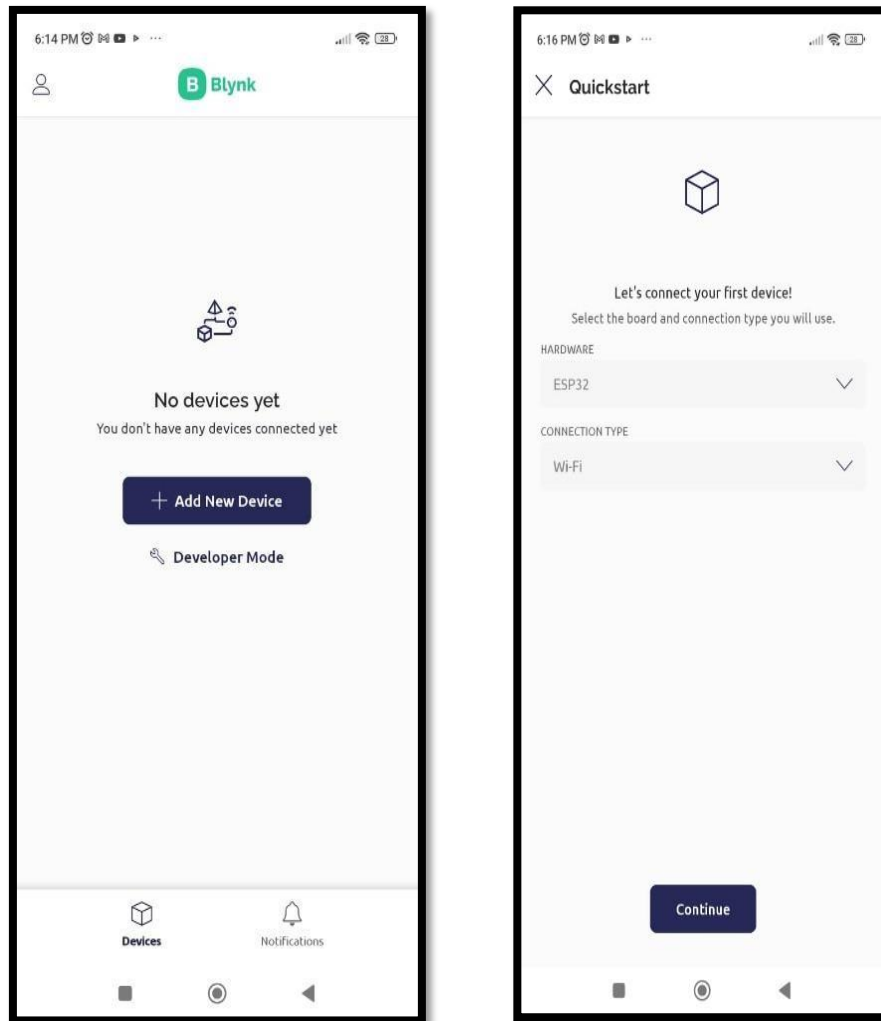 6:14 PM
28
B Blynk
No devices yet
You don't have any devices connected yet
+ Add New Device
Developer Mode
Devices
Notifications
6:16 PM
28
Quickstart
Let's connect your first device!
Select the board and connection type you will use.
HARDWARE
ESP32
CONNECTION TYPE
Wi-Fi
Continue